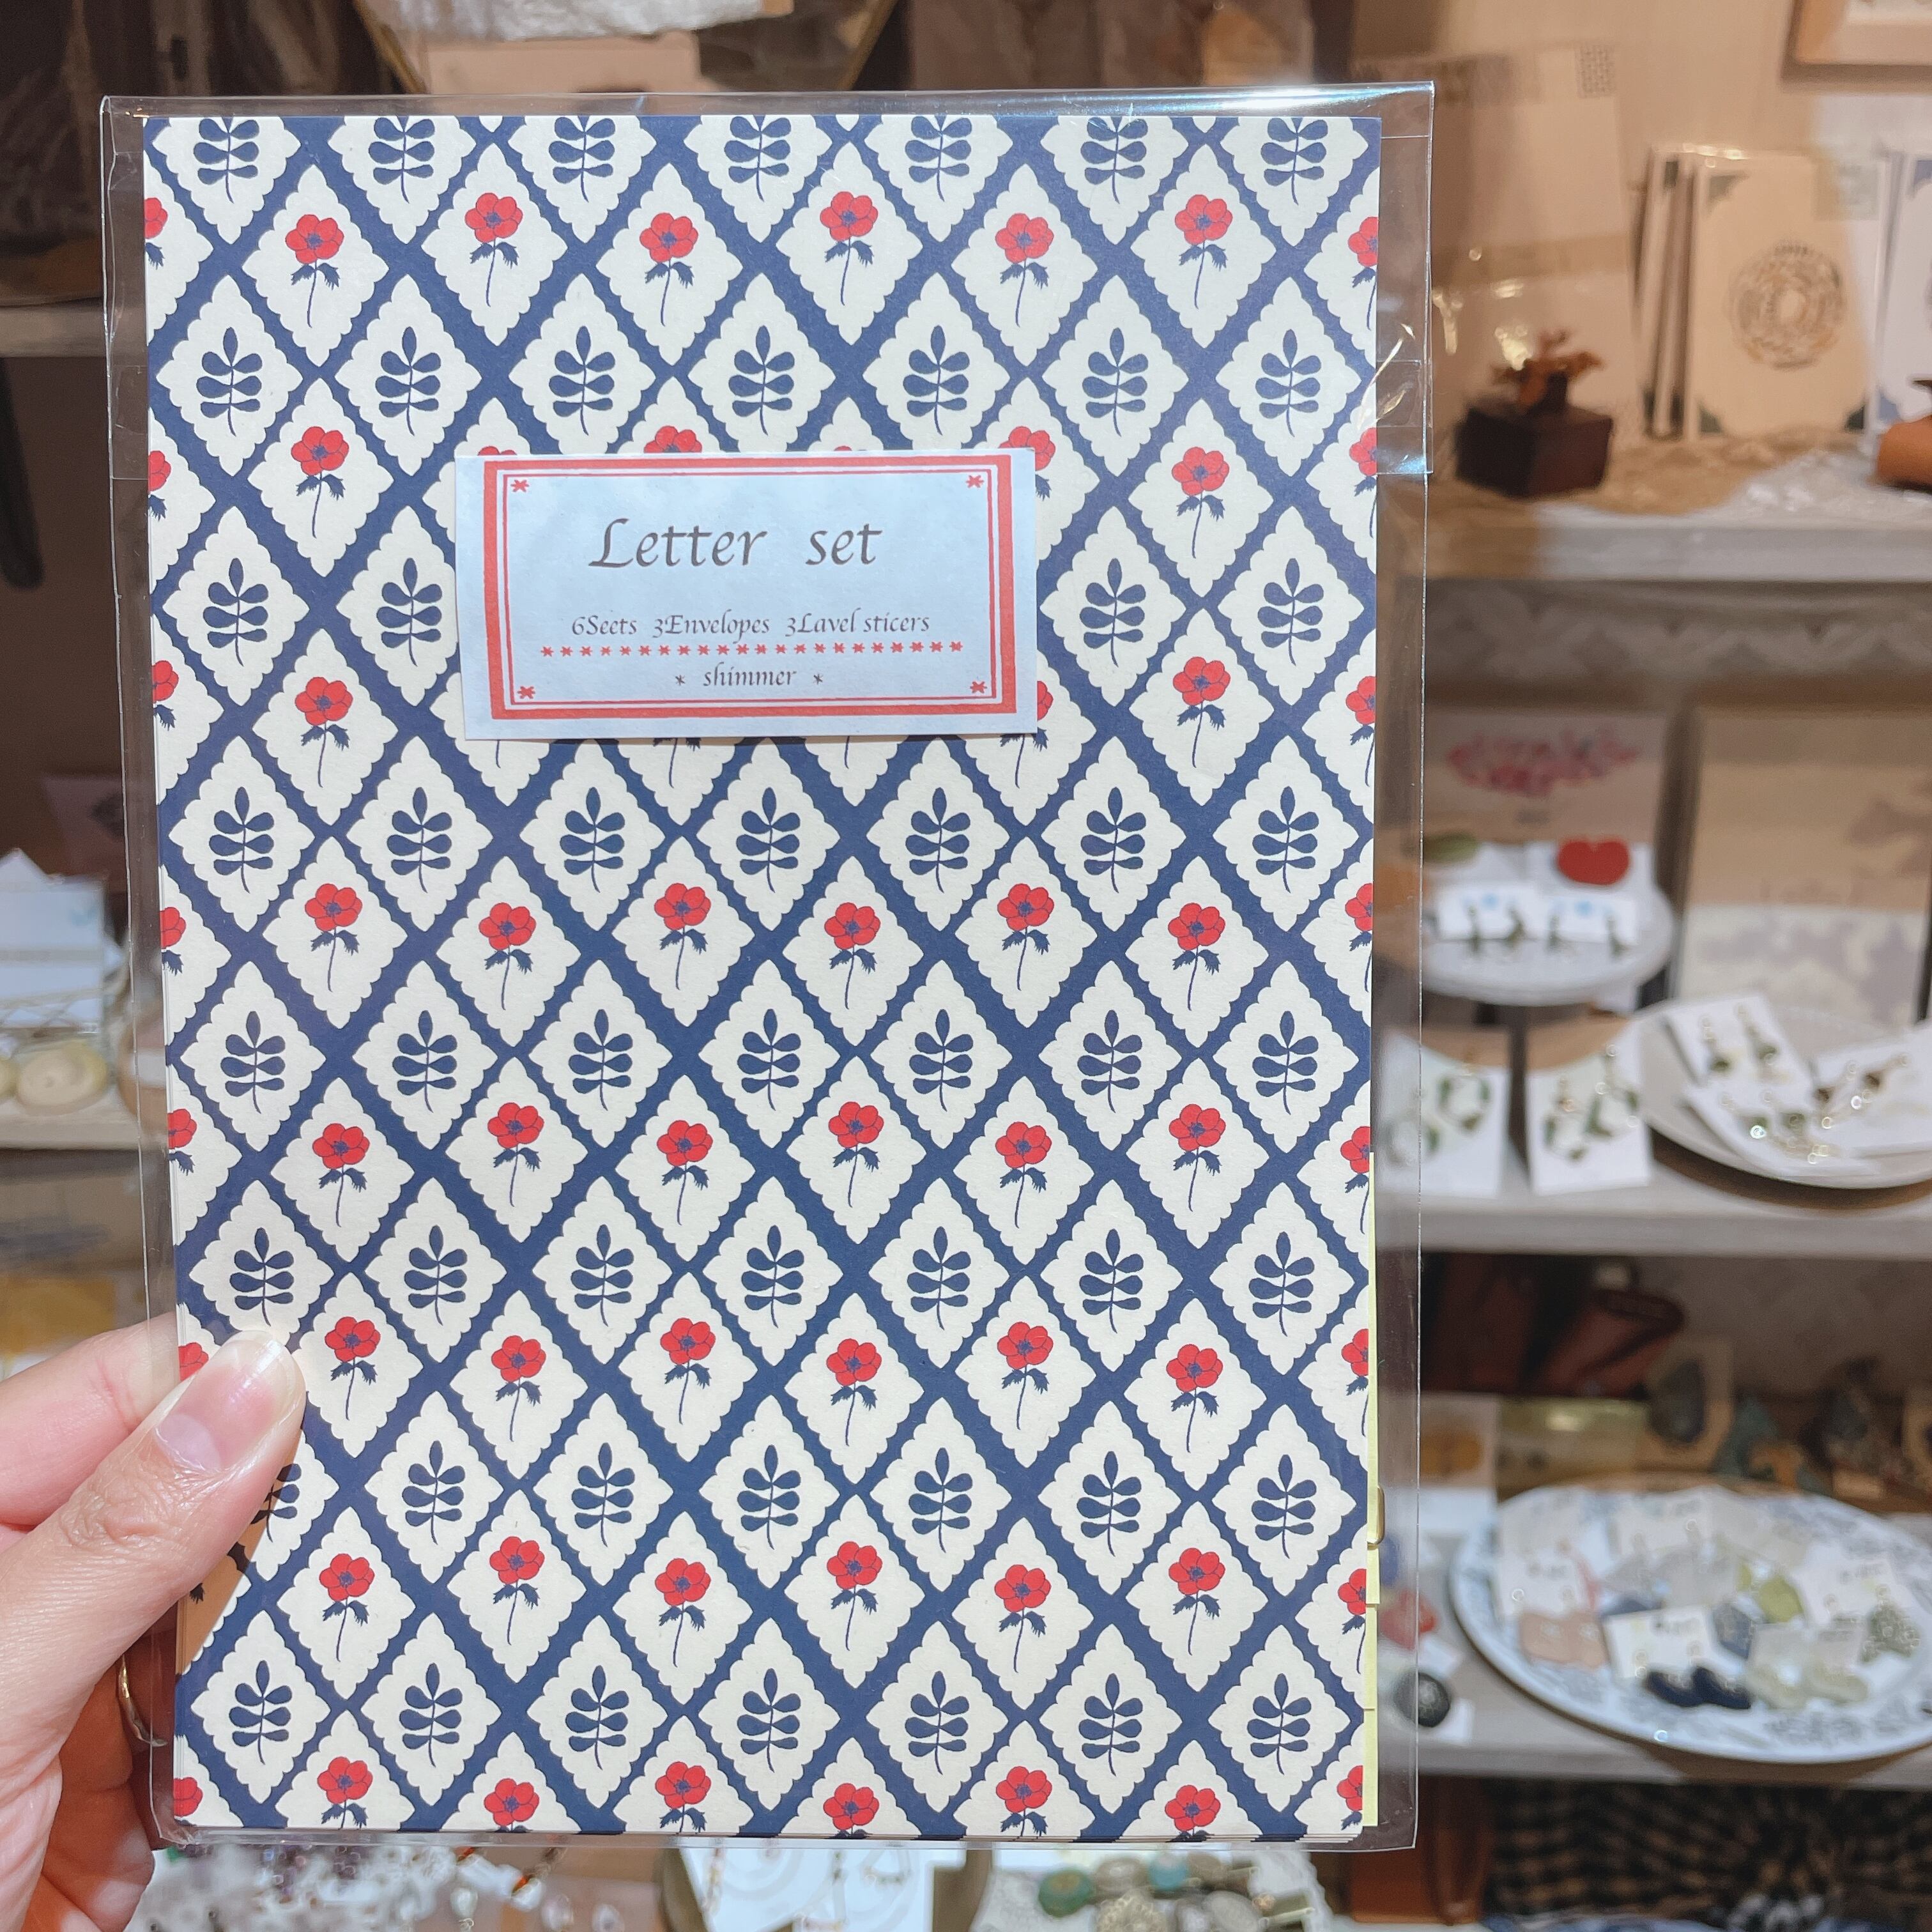 Letter set
6Seets 3Envelopes 3Lavel sticers
* shimmer *